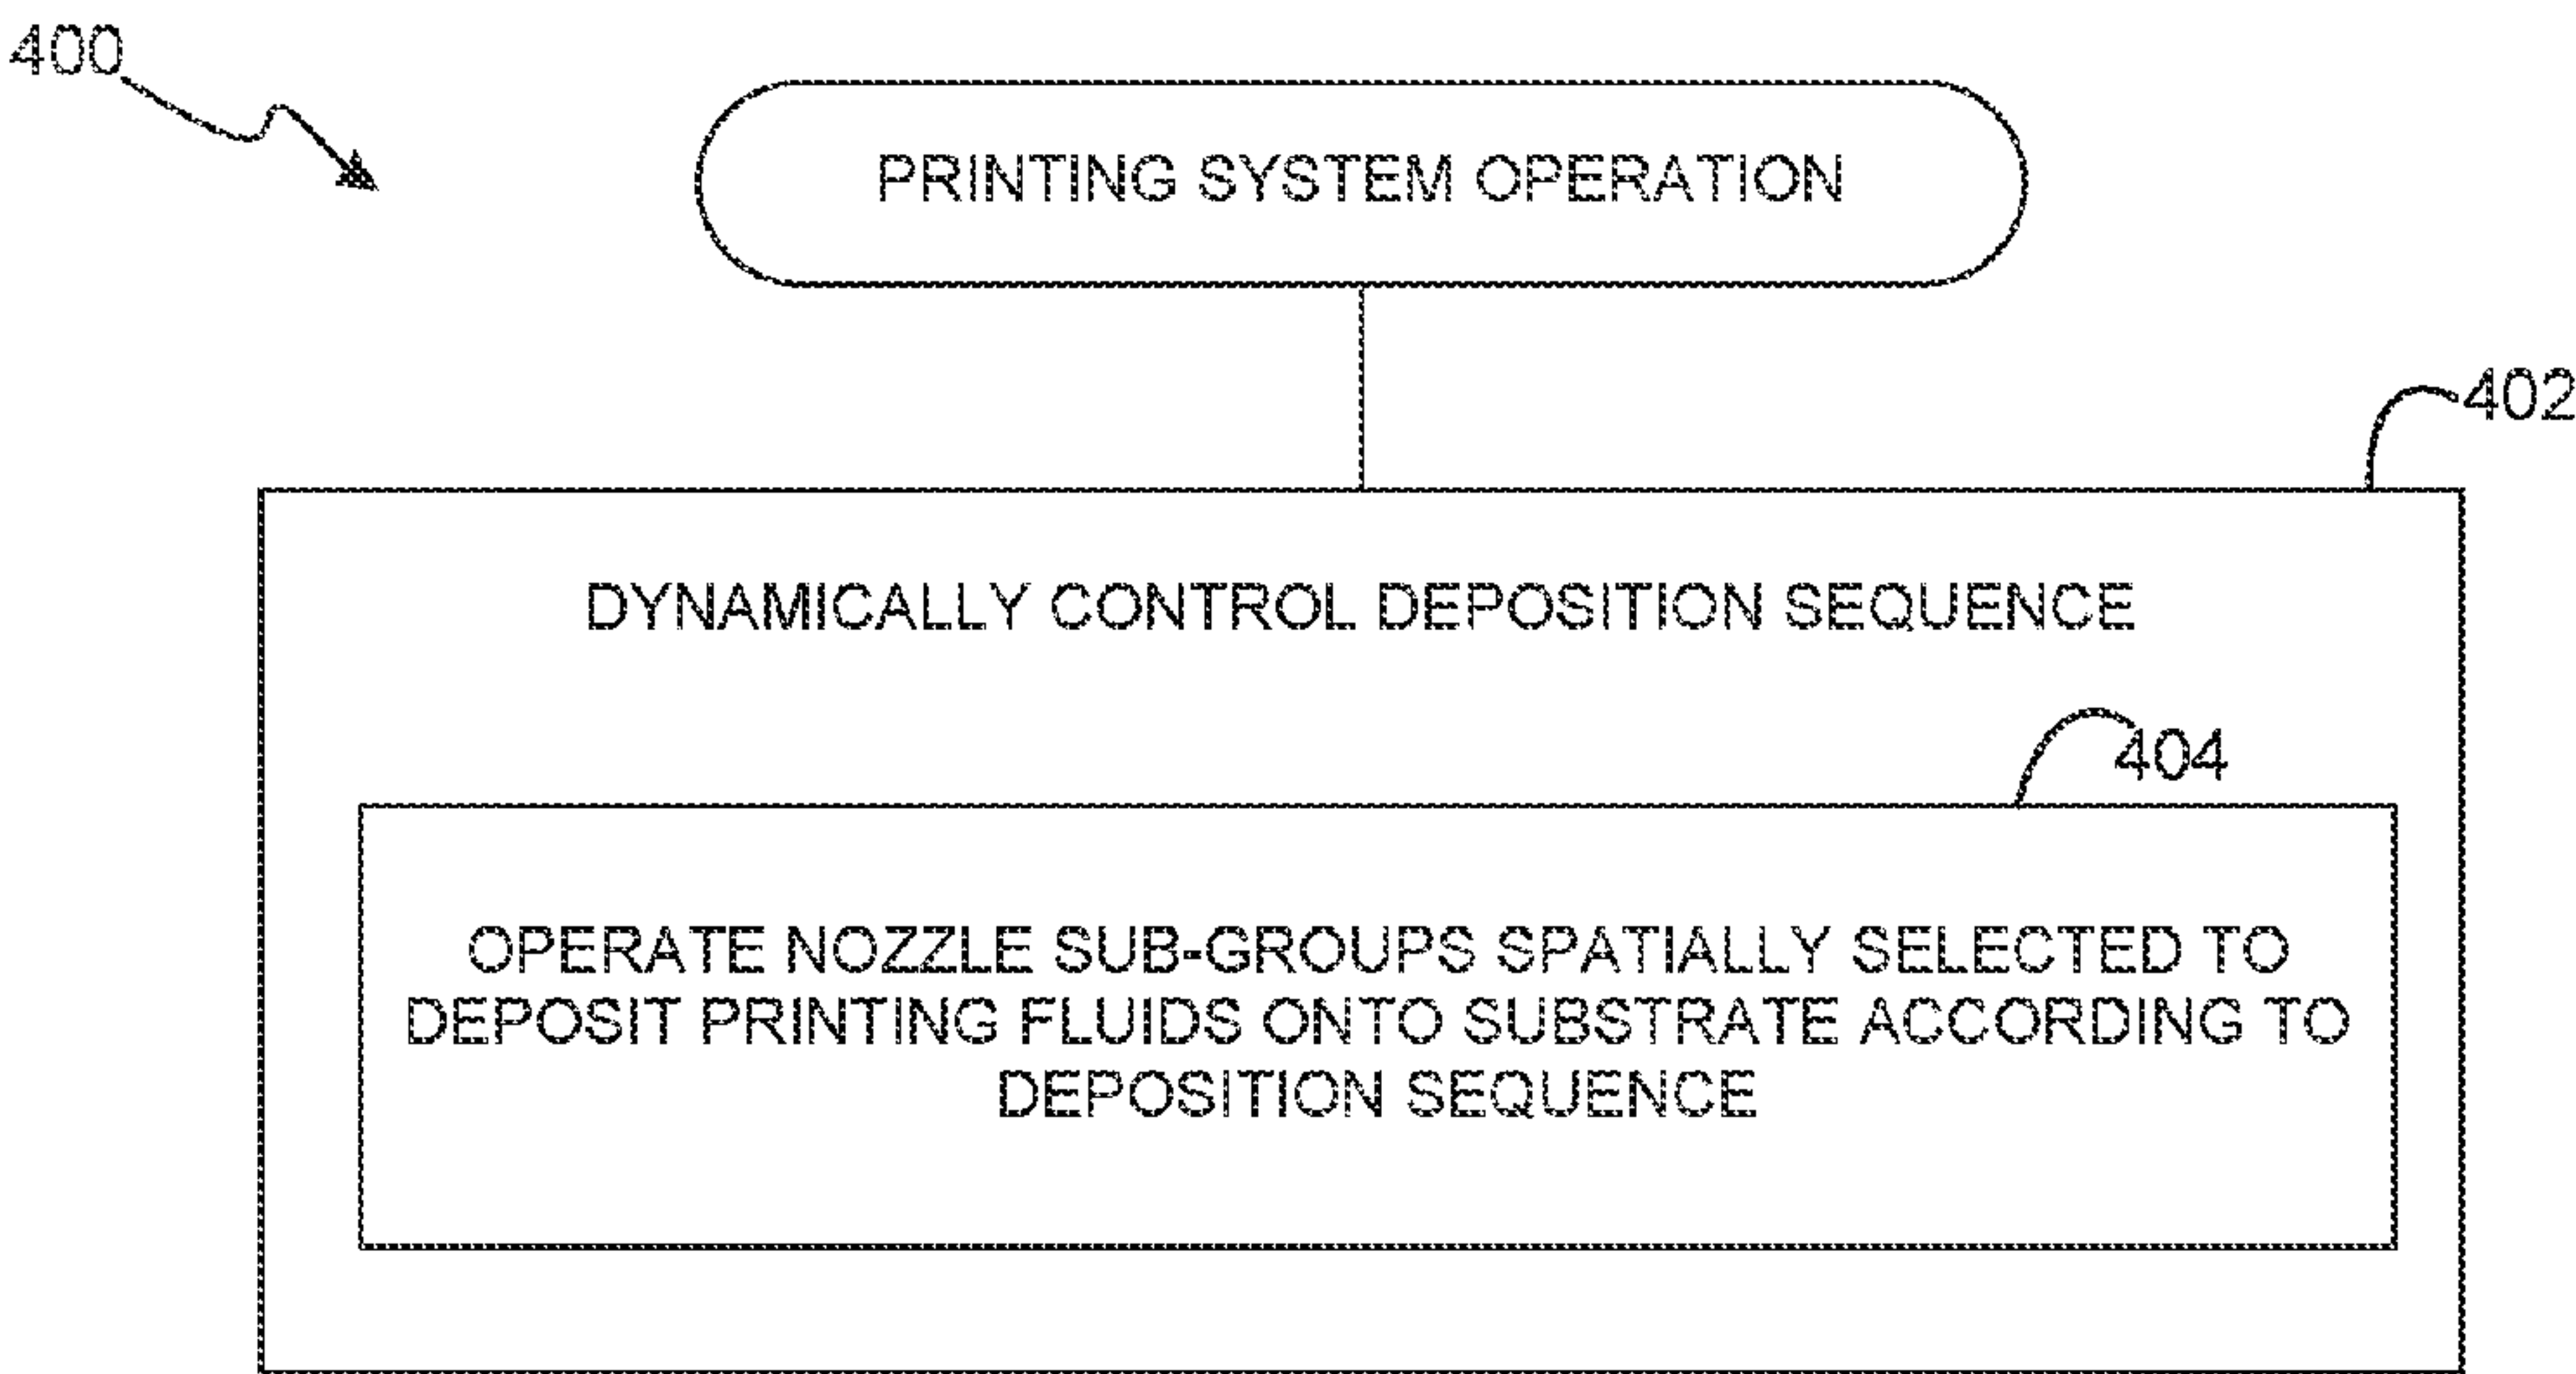 400
PRINTING SYSTEM OPERATION
402
DYNAMICALLY CONTROL DEPOSITION SEQUENCE
404
OPERATE NOZZLE SUB-GROUPS SPATIALLY SELECTED TO
DEPOSIT PRINTING FLUIDS ONTO SUBSTRATE ACCORDING TO
DEPOSITION SEQUENCE